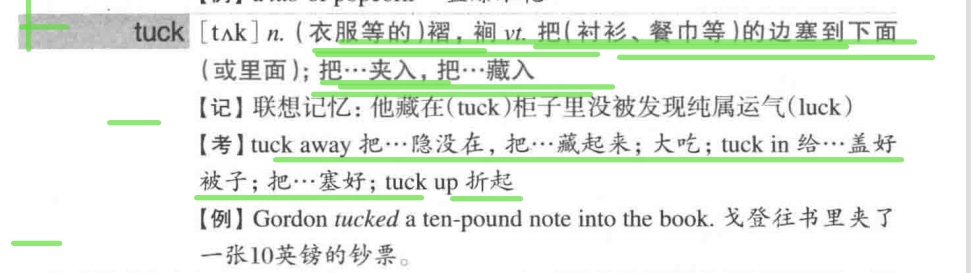 tuck [tʌk] n.（衣服等的）褶，裥 vt. 把（衬衫、餐巾等）的边塞到下面
（或里面）；把…夹入，把…藏入
【记】联想记忆：他藏在(tuck)柜子里没被发现纯属运气(luck)
【考】tuck away 把…隐没在，把…藏起来；大吃；tuck in 给…盖好
被子；把…塞好；tuck up 折起
【例】Gordon tucked a ten-pound note into the book. 戈登往书里夹了
一张10英镑的钞票。